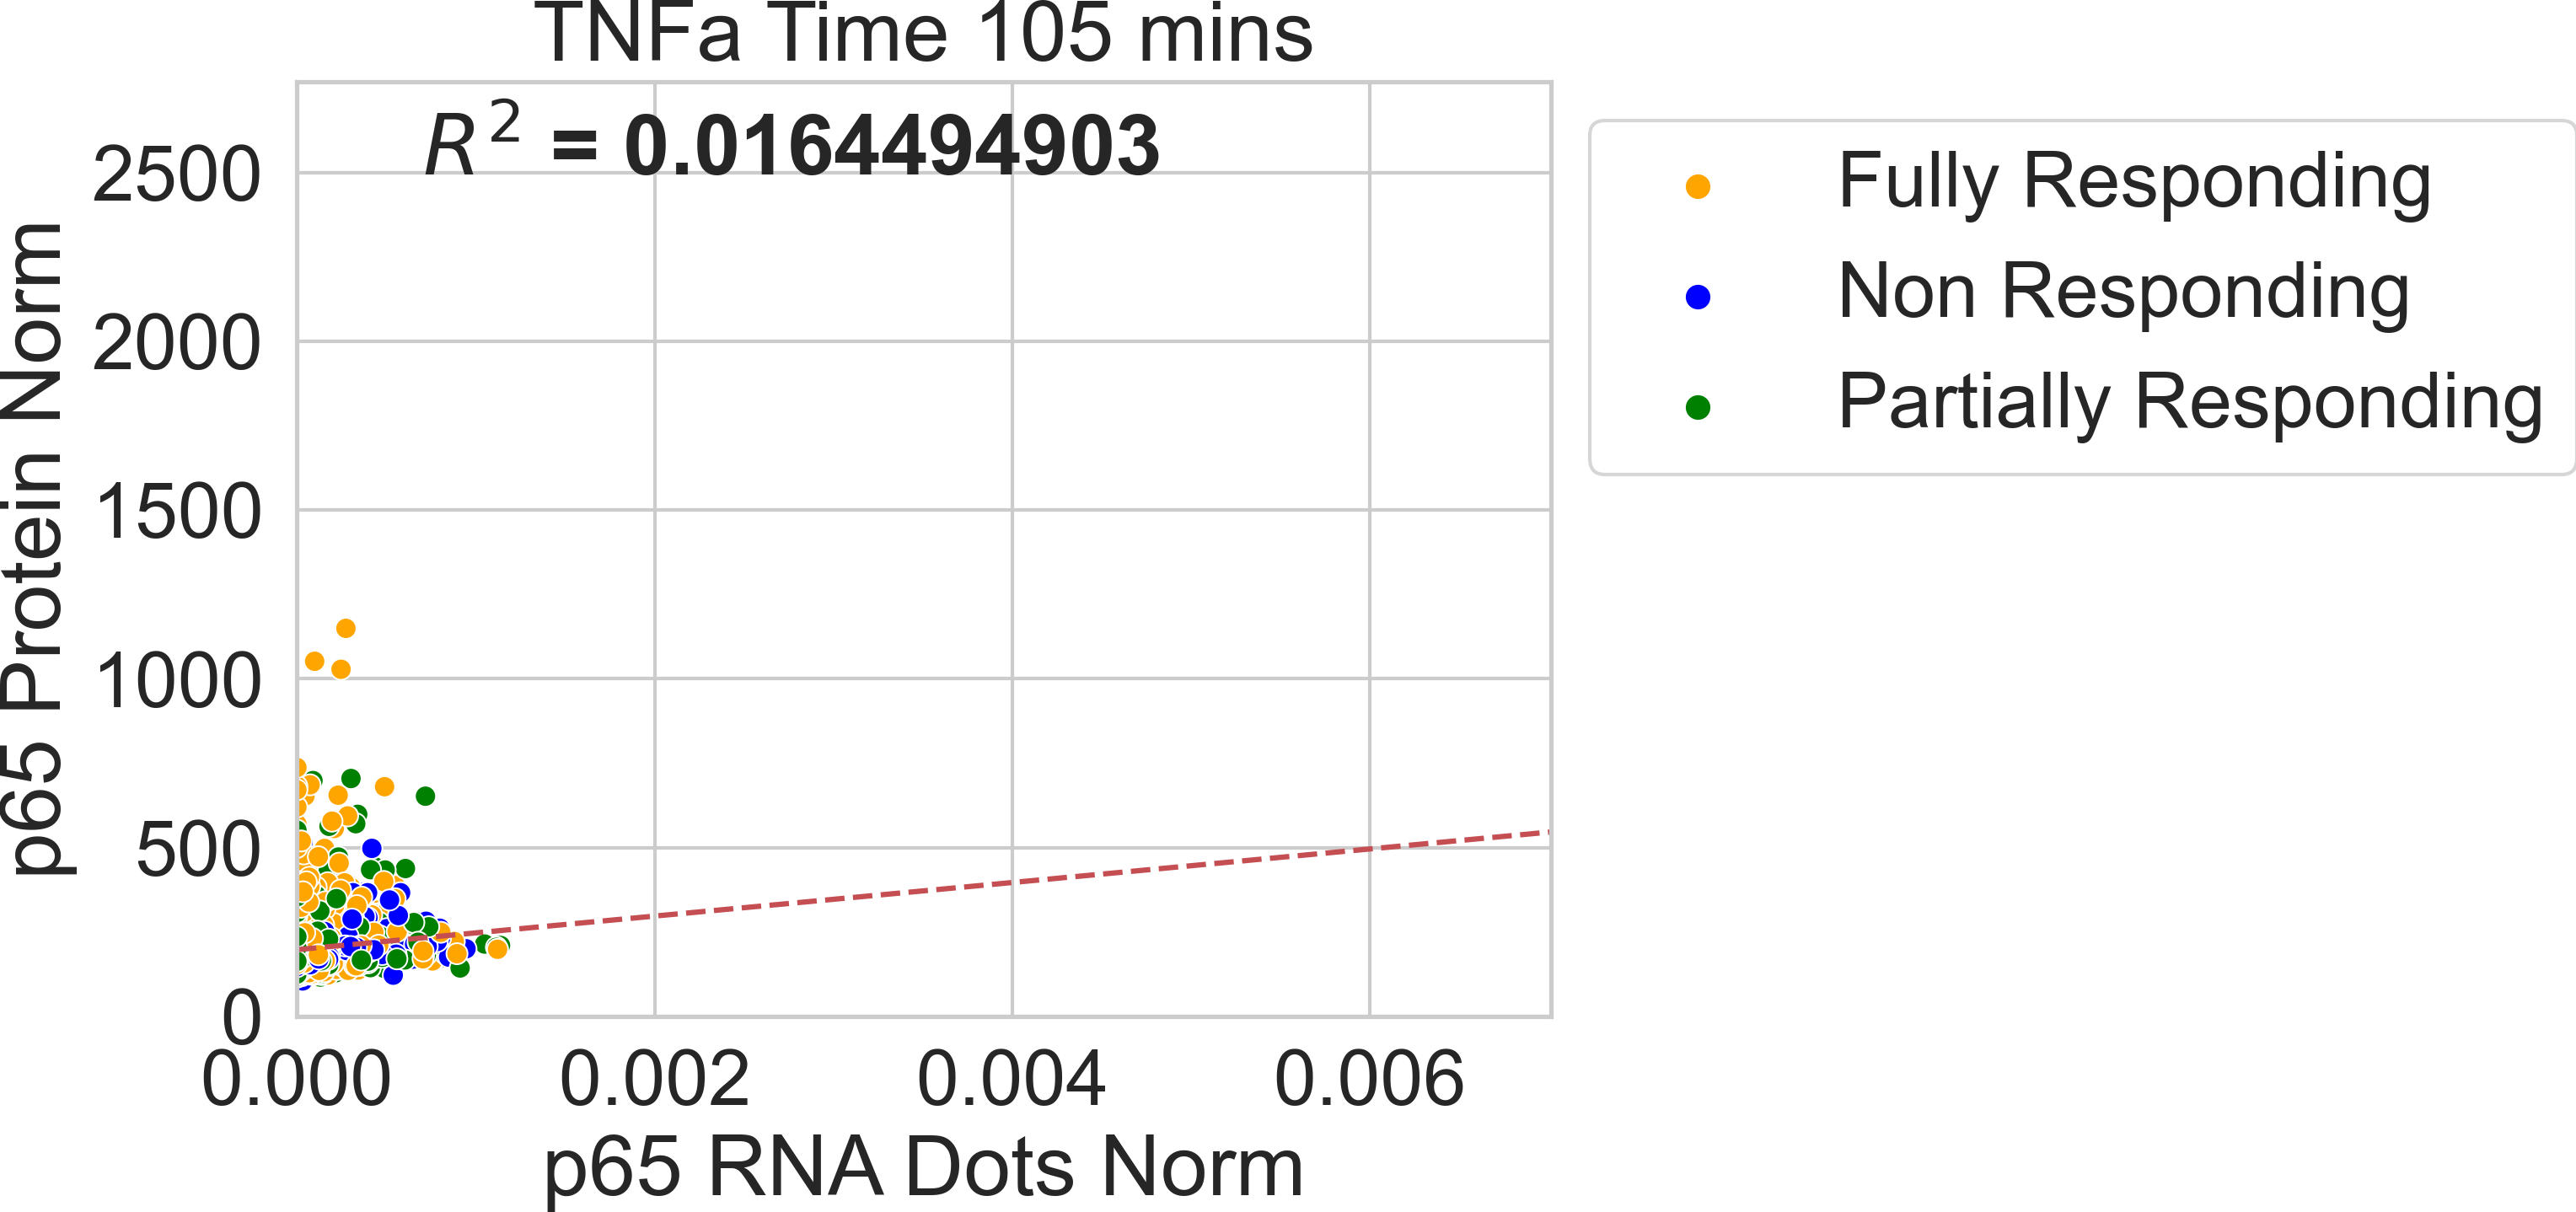 TNFa Time 105 mins
R² = 0.0164494903
2500
2000
1500
1000
500
0
p65 Protein Norm
0.000 0.002 0.004 0.006
p65 RNA Dots Norm
Fully Responding
Non Responding
Partially Responding